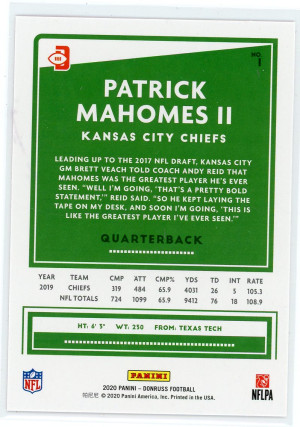 NO.
1
PATRICK
MAHOMES II
KANSAS CITY CHIEFS
LEADING UP TO THE 2017 NFL DRAFT, KANSAS CITY
GM BRETT VEACH TOLD COACH ANDY REID THAT
MAHOMES WAS THE GREATEST PLAYER HE'S EVER
SEEN. "WELL I'M GOING, 'THAT'S A PRETTY BOLD
STATEMENT,'" REID SAID. "SO HE KEPT LAYING THE
TAPE ON MY DESK, AND SOON I'M GOING, 'THIS IS
LIKE THE GREATEST PLAYER I'VE EVER SEEN.'"
QUARTERBACK
YEAR TEAM CMP ATT CMP% YDS TD INT RATE
2019 CHIEFS 319 484 65.9 4031 26 5 105.3
NFL TOTALS 724 1099 65.9 9412 76 18 108.9
HT: 6' 3" WT: 230 FROM: TEXAS TECH
NFL
PANINI
NFLPA
2020 PANINI - DONRUSS FOOTBALL
帕尼尼 © 2020 Panini America, Inc. Printed in the USA.